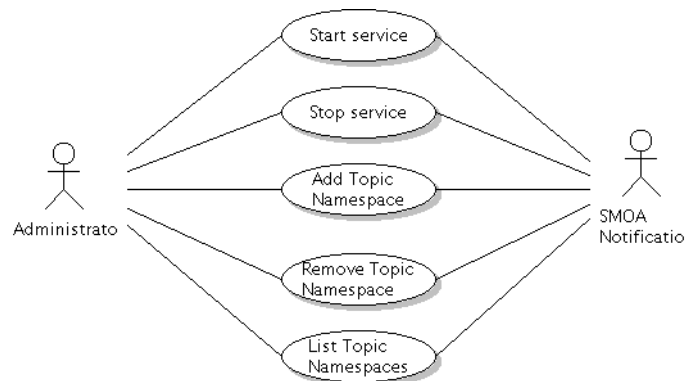 Start service
Stop service
Add Topic
Namespace
Administrato
SMOA
Notificatio
Remove Topic
Namespace
List Topic
Namespaces